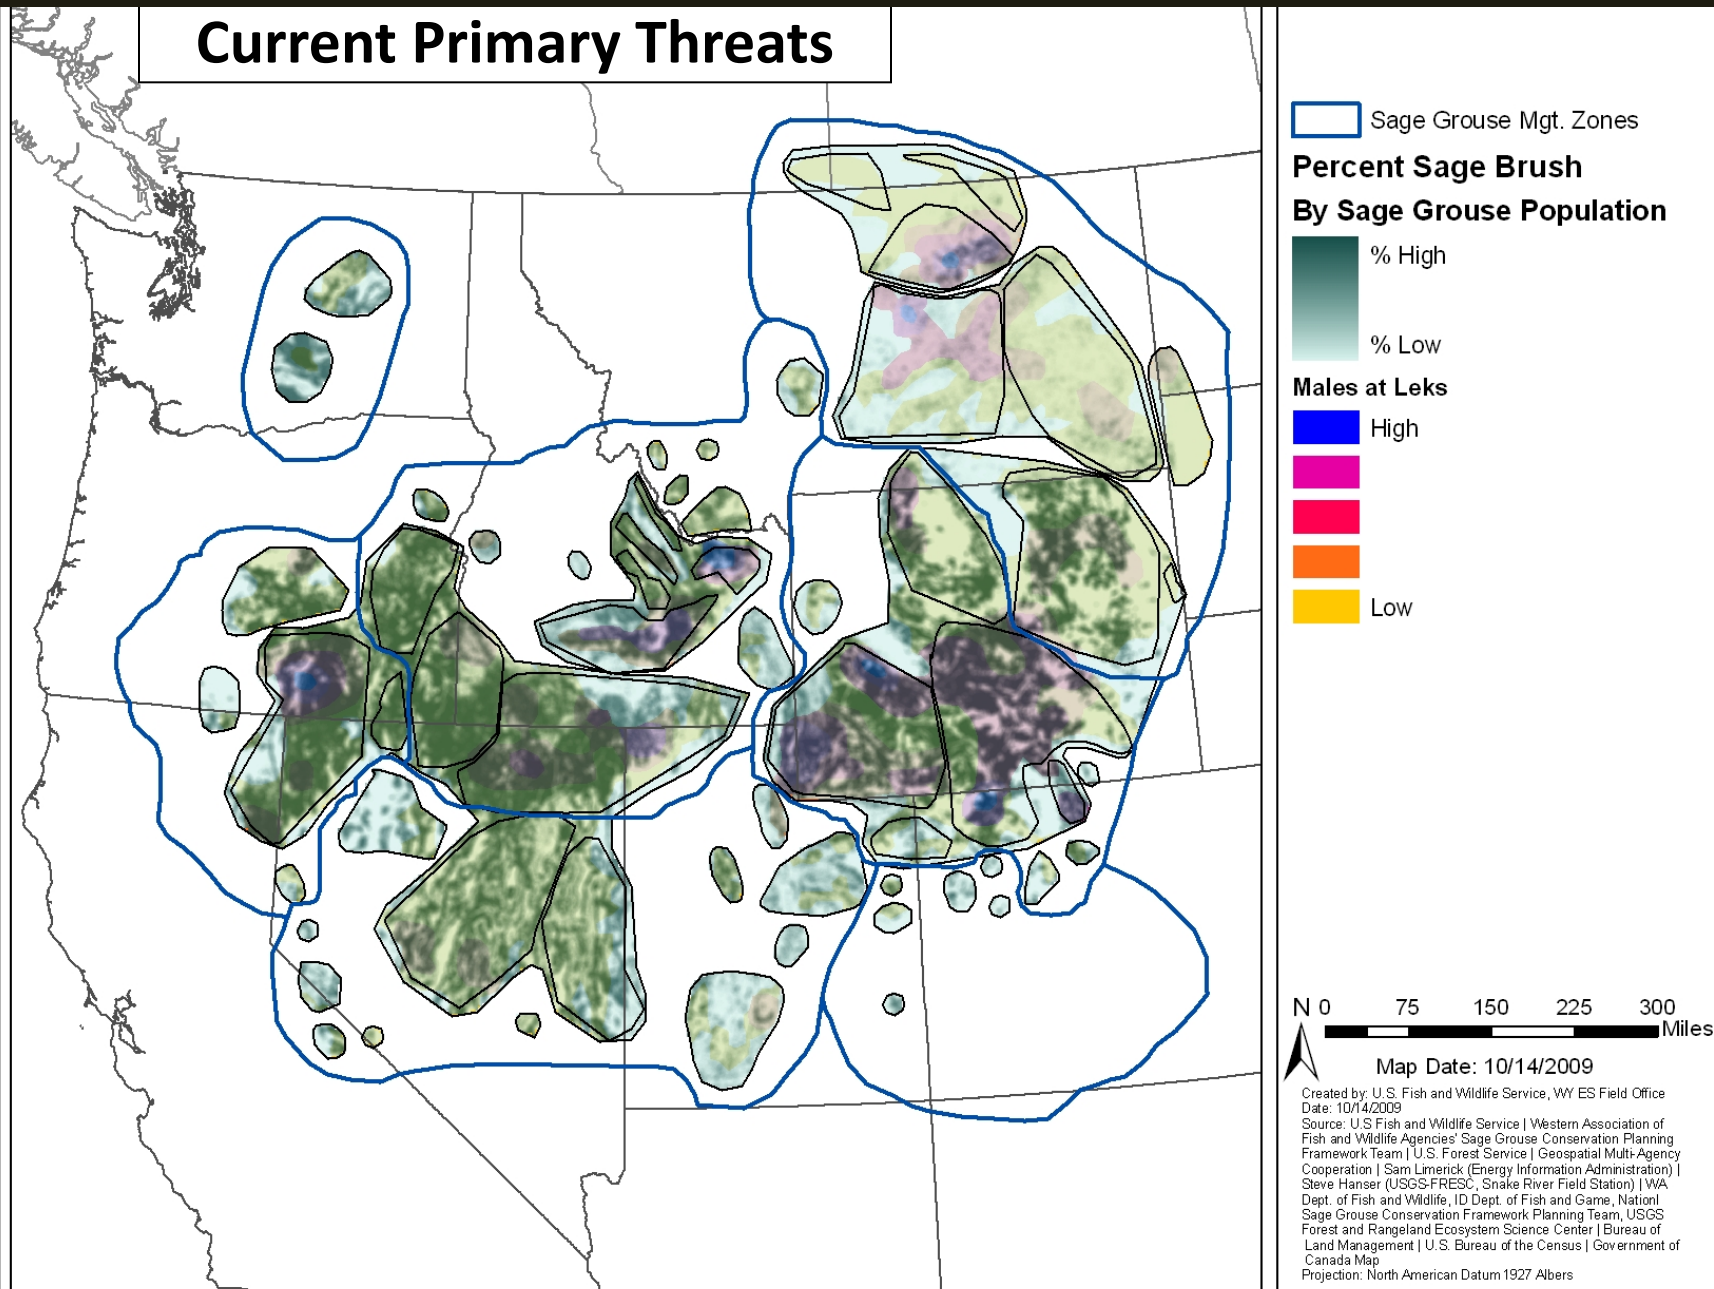 Current Primary Threats
Sage Grouse Mgt. Zones
Percent Sage Brush
By Sage Grouse Population
% High
% Low
Males at Leks
High
Low
N 0 75 150 225 300
Miles
Map Date: 10/14/2009
Created by: U.S. Fish and Wildlife Service, WY ES Field Office
Date: 10/14/2009
Source: U.S Fish and Wildlife Service | Western Association of
Fish and Wildlife Agencies' Sage Grouse Conservation Planning
Framework Team | U.S. Forest Service | Geospatial Multi-Agency
Cooperation | Sam Limerick (Energy Information Administration) |
Steve Hanser (USGS-FRESC, Snake River Field Station) | WA
Dept. of Fish and Wildlife, ID Dept. of Fish and Game, Nationl
Sage Grouse Conservation Framework Planning Team, USGS
Forest and Rangeland Ecosystem Science Center | Bureau of
Land Management | U.S. Bureau of the Census | Government of
Canada Map
Projection: North American Datum 1927 Albers